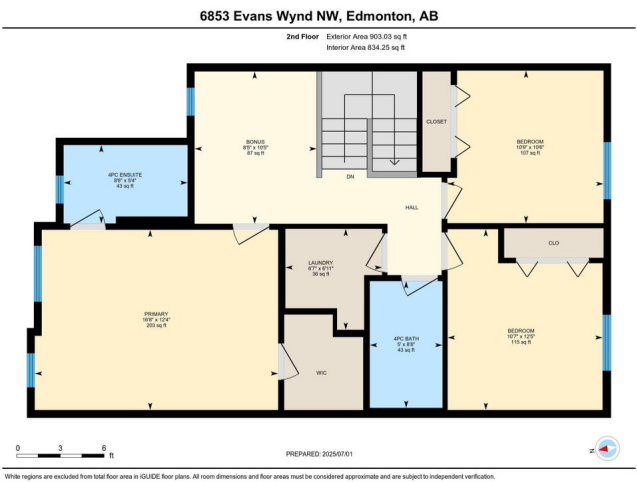 6853 Evans Wynd NW, Edmonton, AB
2nd Floor Exterior Area 903.03 sq ft
Interior Area 834.25 sq ft
BONUS
8'5" x 10'5"
87 sq ft
CLOSET
BEDROOM
10'9" x 10'6"
107 sq ft
4PC ENSUITE
8'6" x 5'4"
43 sq ft
DN
HALL
CLO
LAUNDRY
6'7" x 6'11"
36 sq ft
PRIMARY
16'8" x 12'4"
203 sq ft
BEDROOM
10'7" x 12'5"
115 sq ft
4PC BATH
5' x 8'8"
43 sq ft
WIC
0 3 6
ft
PREPARED: 2025/07/01
N
White regions are excluded from total floor area in iGUIDE floor plans. All room dimensions and floor areas must be considered approximate and are subject to independent verification.